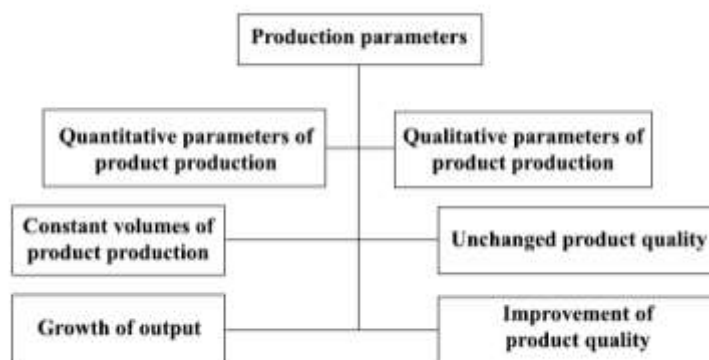 Production parameters
Quantitative parameters of
product production
Qualitative parameters of
product production
Constant volumes of
product production
Unchanged product quality
Growth of output
Improvement of
product quality